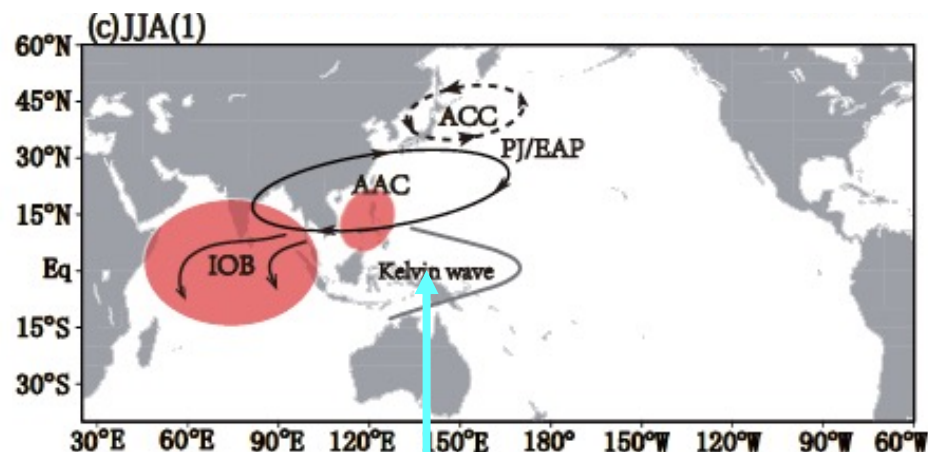 (c)JJA(1)
60°N
45°N
30°N
15°N
Eq
15°S
30°S
ACC
PJ/EAP
AAC
IOB
Kelvin wave
30°E 60°E 90°E 120°E 150°E 180° 150°W 120°W 90°W 60°W